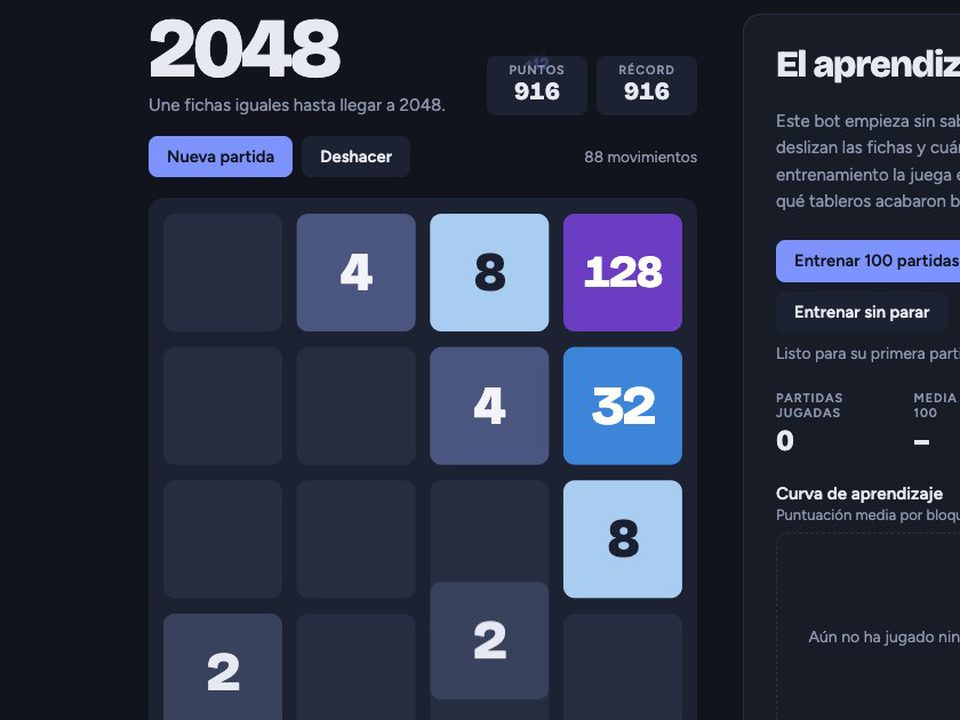 2048
Une fichas iguales hasta llegar a 2048.
PUNTOS
916
RÉCORD
916
Nueva partida
Deshacer
88 movimientos
4
8
128
4
32
8
2
2
El aprendiz
Este bot empieza sin sab
deslizan las fichas y cuá
entrenamiento la juega e
qué tableros acabaron b
Entrenar 100 partidas
Entrenar sin parar
Listo para su primera parti
PARTIDAS
JUGADAS
0
MEDIA
100
–
Curva de aprendizaje
Puntuación media por bloqu
Aún no ha jugado nin